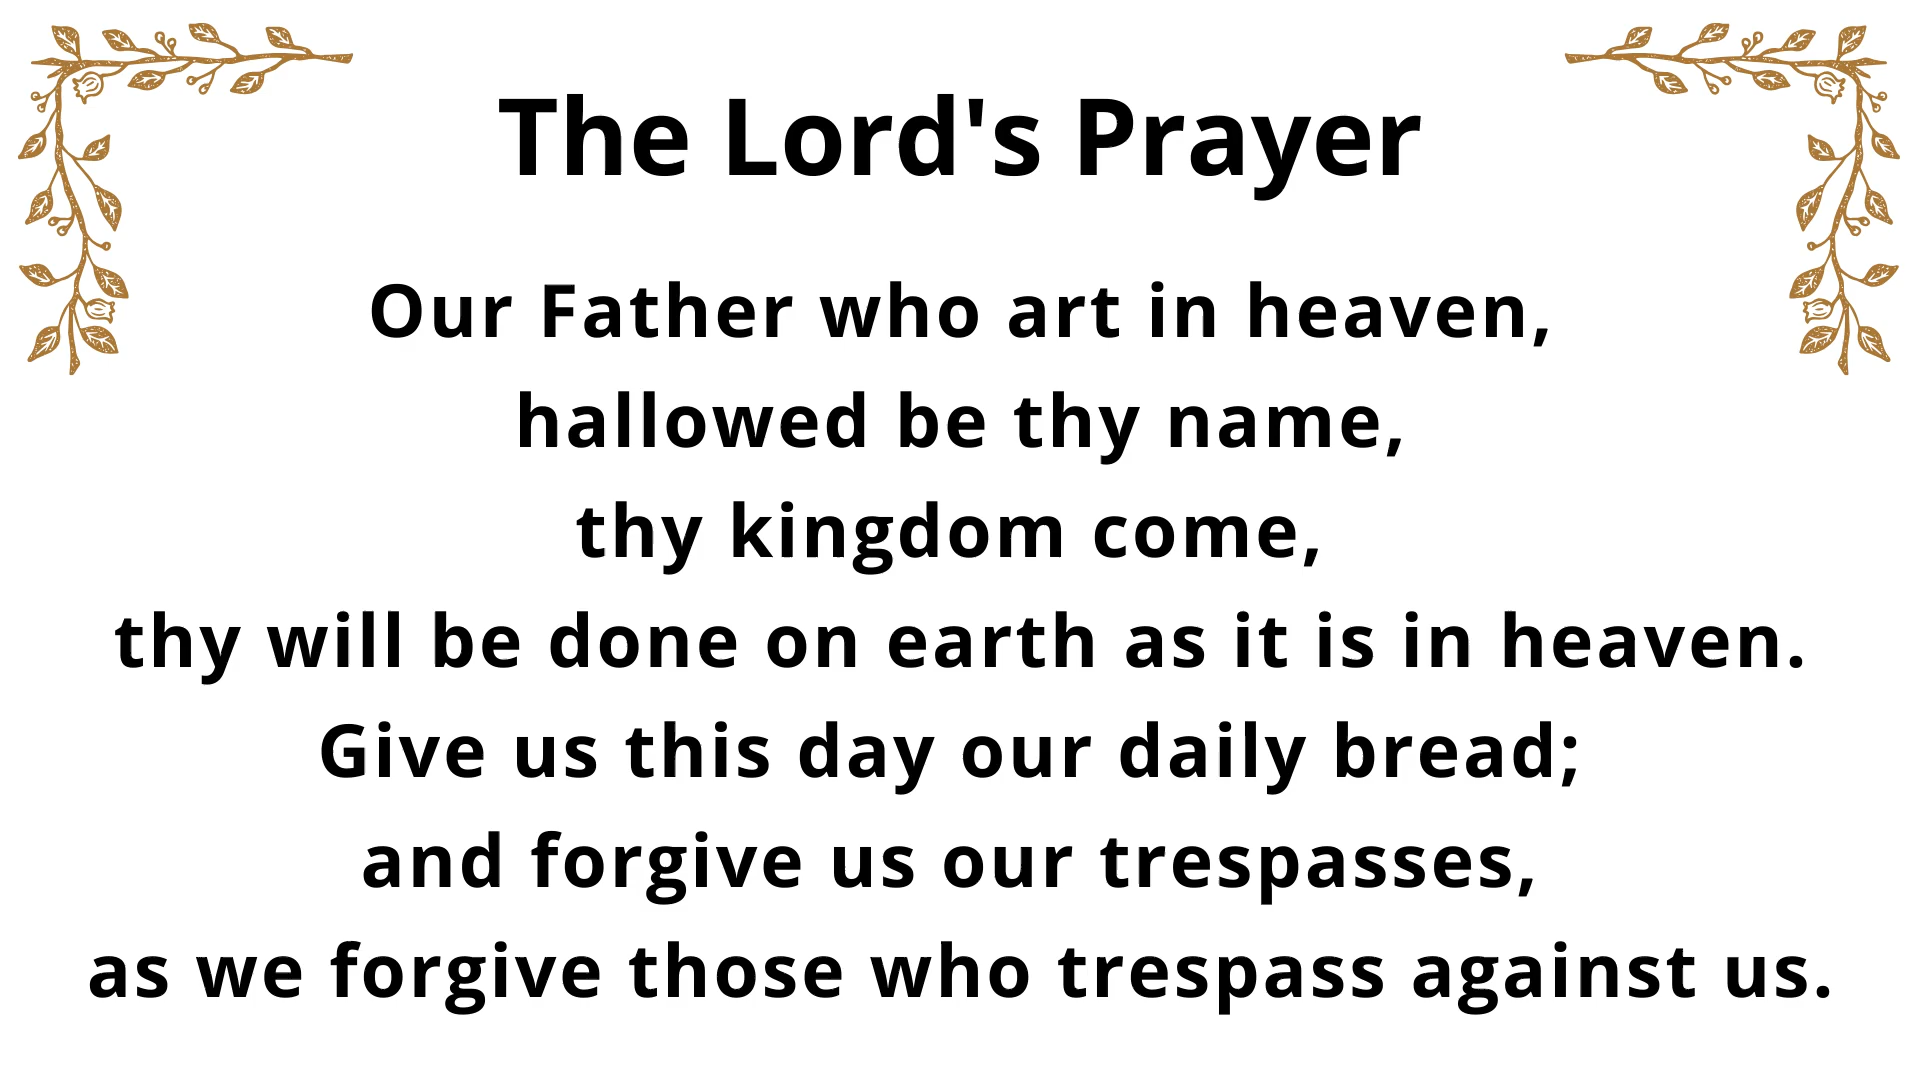 The Lord's Prayer
Our Father who art in heaven,
hallowed be thy name,
thy kingdom come,
thy will be done on earth as it is in heaven.
Give us this day our daily bread;
and forgive us our trespasses,
as we forgive those who trespass against us.